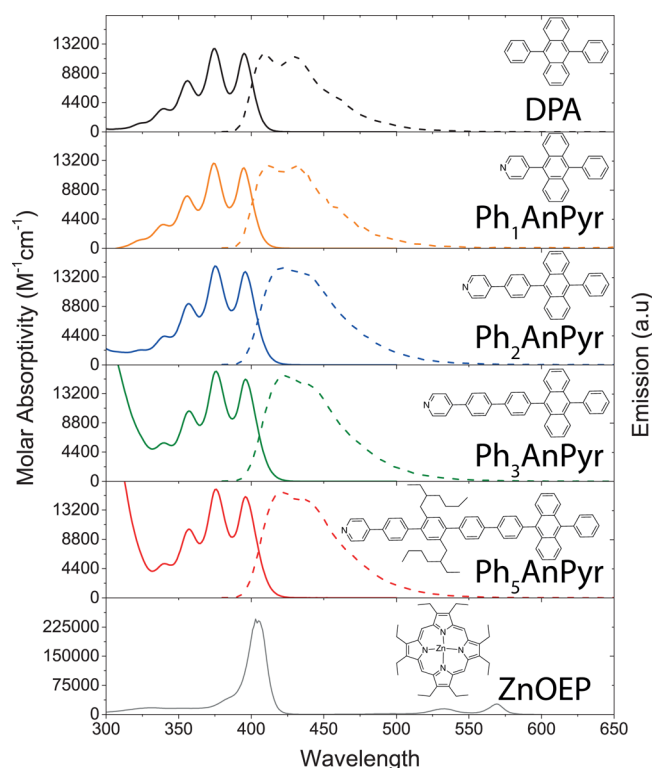 13200
8800
4400
0
DPA
13200
8800
4400
0
N
Ph1AnPyr
13200
8800
4400
0
N
Ph2AnPyr
13200
8800
4400
0
N
Ph3AnPyr
13200
8800
4400
0
N
Ph5AnPyr
225000
150000
75000
0
N
N Zn N
N
ZnOEP
300 350 400 450 500 550 600 650
Wavelength
Molar Absorptivity (M⁻¹cm⁻¹)
Emission (a.u)